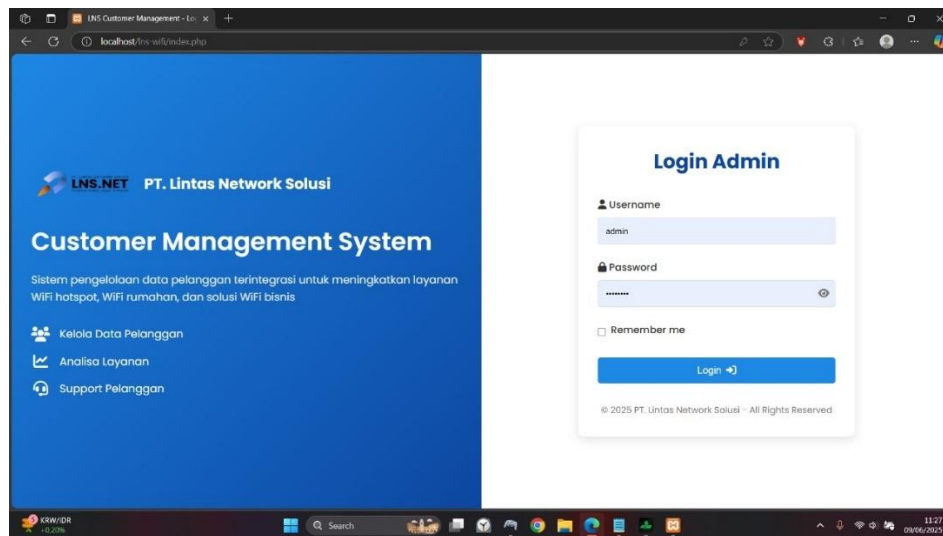 LNS Customer Management - Lo
localhost/lns-wifi/index.php
LNS.NET
PT. Lintas Network Solusi
Customer Management System
Sistem pengelolaan data pelanggan terintegrasi untuk meningkatkan layanan
WiFi hotspot, WiFi rumahan, dan solusi WiFi bisnis
Kelola Data Pelanggan
Analisa Layanan
Support Pelanggan
Login Admin
Username
admin
Password
Remember me
Login
© 2025 PT. Lintas Network Solusi - All Rights Reserved
KRW/IDR
+0.20%
Search
11:27
09/06/2025